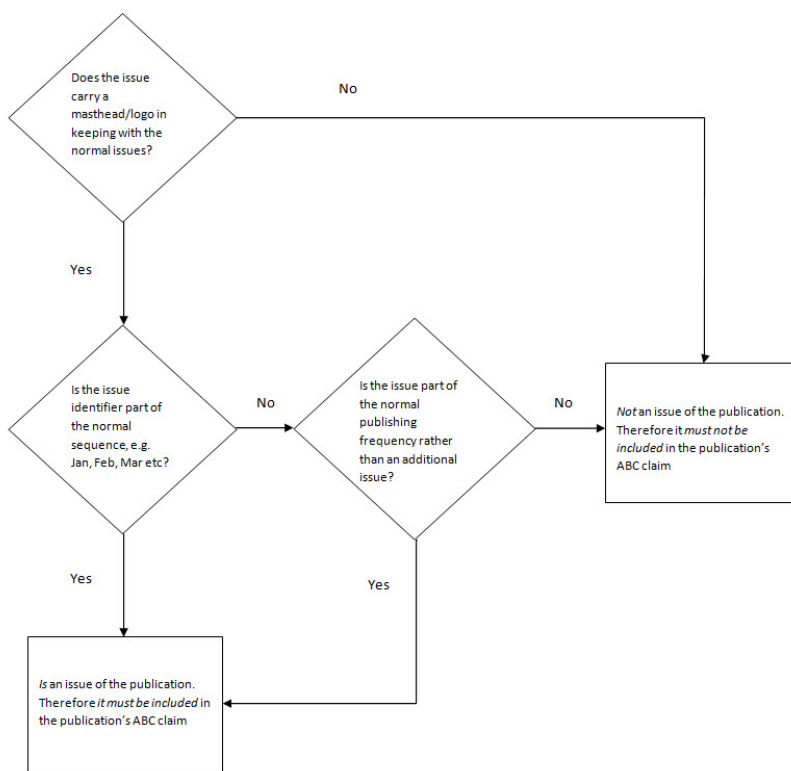 Does the issue
carry a
masthead/logo in
keeping with the
normal issues?
No
Yes
Is the issue
identifier part of
the normal
sequence, e.g.
Jan, Feb, Mar etc?
No
Is the issue part of
the normal
publishing
frequency rather
than an additional
issue?
No
Not an issue of the publication.
Therefore it must not be
included in the publication's
ABC claim
Yes
Yes
Is an issue of the publication.
Therefore it must be included in
the publication's ABC claim